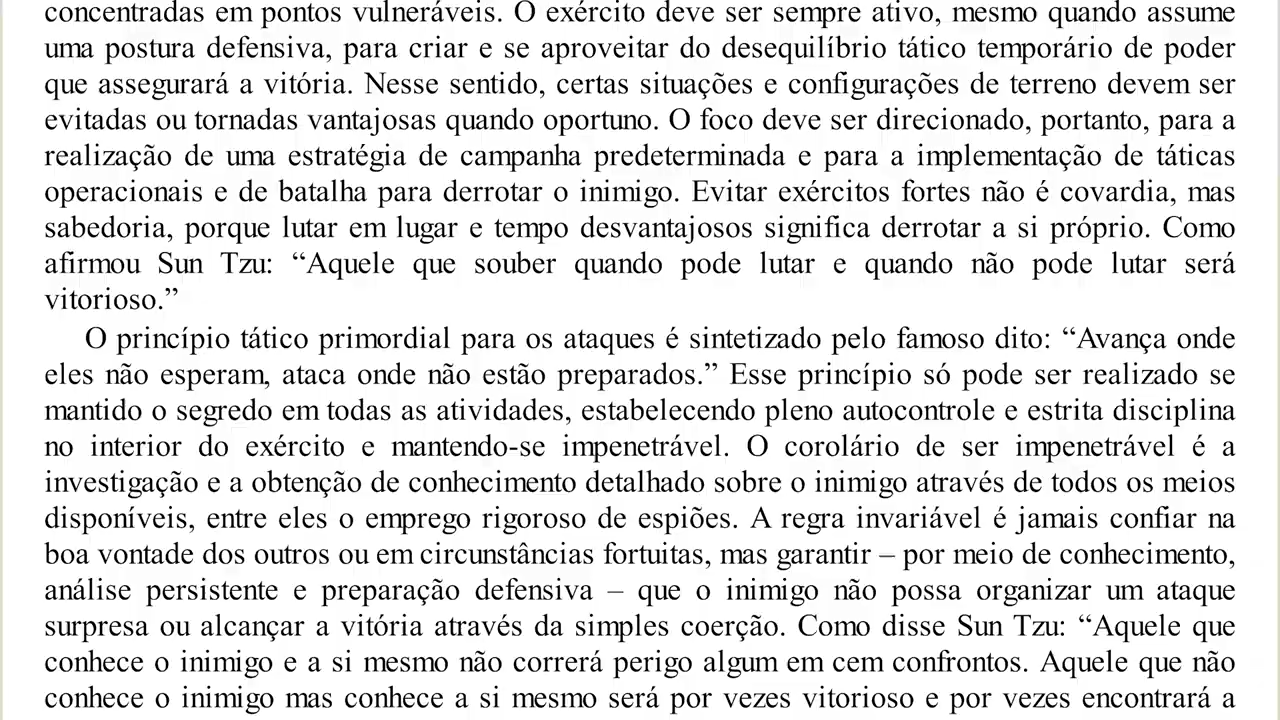 concentradas em pontos vulneráveis. O exército deve ser sempre ativo, mesmo quando assume
uma postura defensiva, para criar e se aproveitar do desequilíbrio tático temporário de poder
que assegurará a vitória. Nesse sentido, certas situações e configurações de terreno devem ser
evitadas ou tornadas vantajosas quando oportuno. O foco deve ser direcionado, portanto, para a
realização de uma estratégia de campanha predeterminada e para a implementação de táticas
operacionais e de batalha para derrotar o inimigo. Evitar exércitos fortes não é covardia, mas
sabedoria, porque lutar em lugar e tempo desvantajosos significa derrotar a si próprio. Como
afirmou Sun Tzu: “Aquele que souber quando pode lutar e quando não pode lutar será
vitorioso.”
O princípio tático primordial para os ataques é sintetizado pelo famoso dito: “Avança onde
eles não esperam, ataca onde não estão preparados.” Esse princípio só pode ser realizado se
mantido o segredo em todas as atividades, estabelecendo pleno autocontrole e estrita disciplina
no interior do exército e mantendo-se impenetrável. O corolário de ser impenetrável é a
investigação e a obtenção de conhecimento detalhado sobre o inimigo através de todos os meios
disponíveis, entre eles o emprego rigoroso de espiões. A regra invariável é jamais confiar na
boa vontade dos outros ou em circunstâncias fortuitas, mas garantir – por meio de conhecimento,
análise persistente e preparação defensiva – que o inimigo não possa organizar um ataque
surpresa ou alcançar a vitória através da simples coerção. Como disse Sun Tzu: “Aquele que
conhece o inimigo e a si mesmo não correrá perigo algum em cem confrontos. Aquele que não
conhece o inimigo mas conhece a si mesmo será por vezes vitorioso e por vezes encontrará a